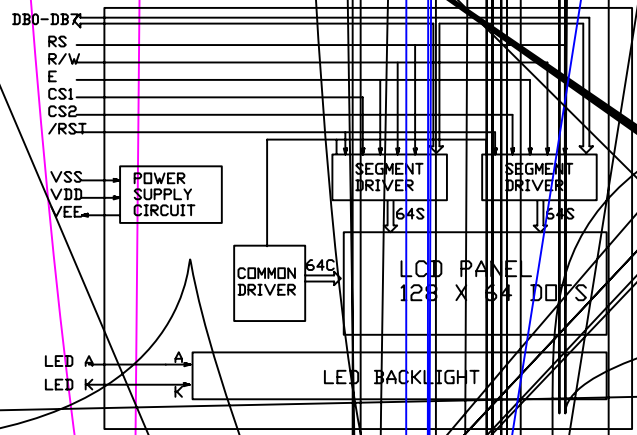 DB0-DB7
RS
R/W
E
CS1
CS2
/RST
VSS
VDD
VEE
POWER
SUPPLY
CIRCUIT
SEGMENT
DRIVER
SEGMENT
DRIVER
64S
64S
COMMON
DRIVER
64C
LCD PANEL
128 X 64 DOTS
LED A
A
LED K
K
LED BACKLIGHT